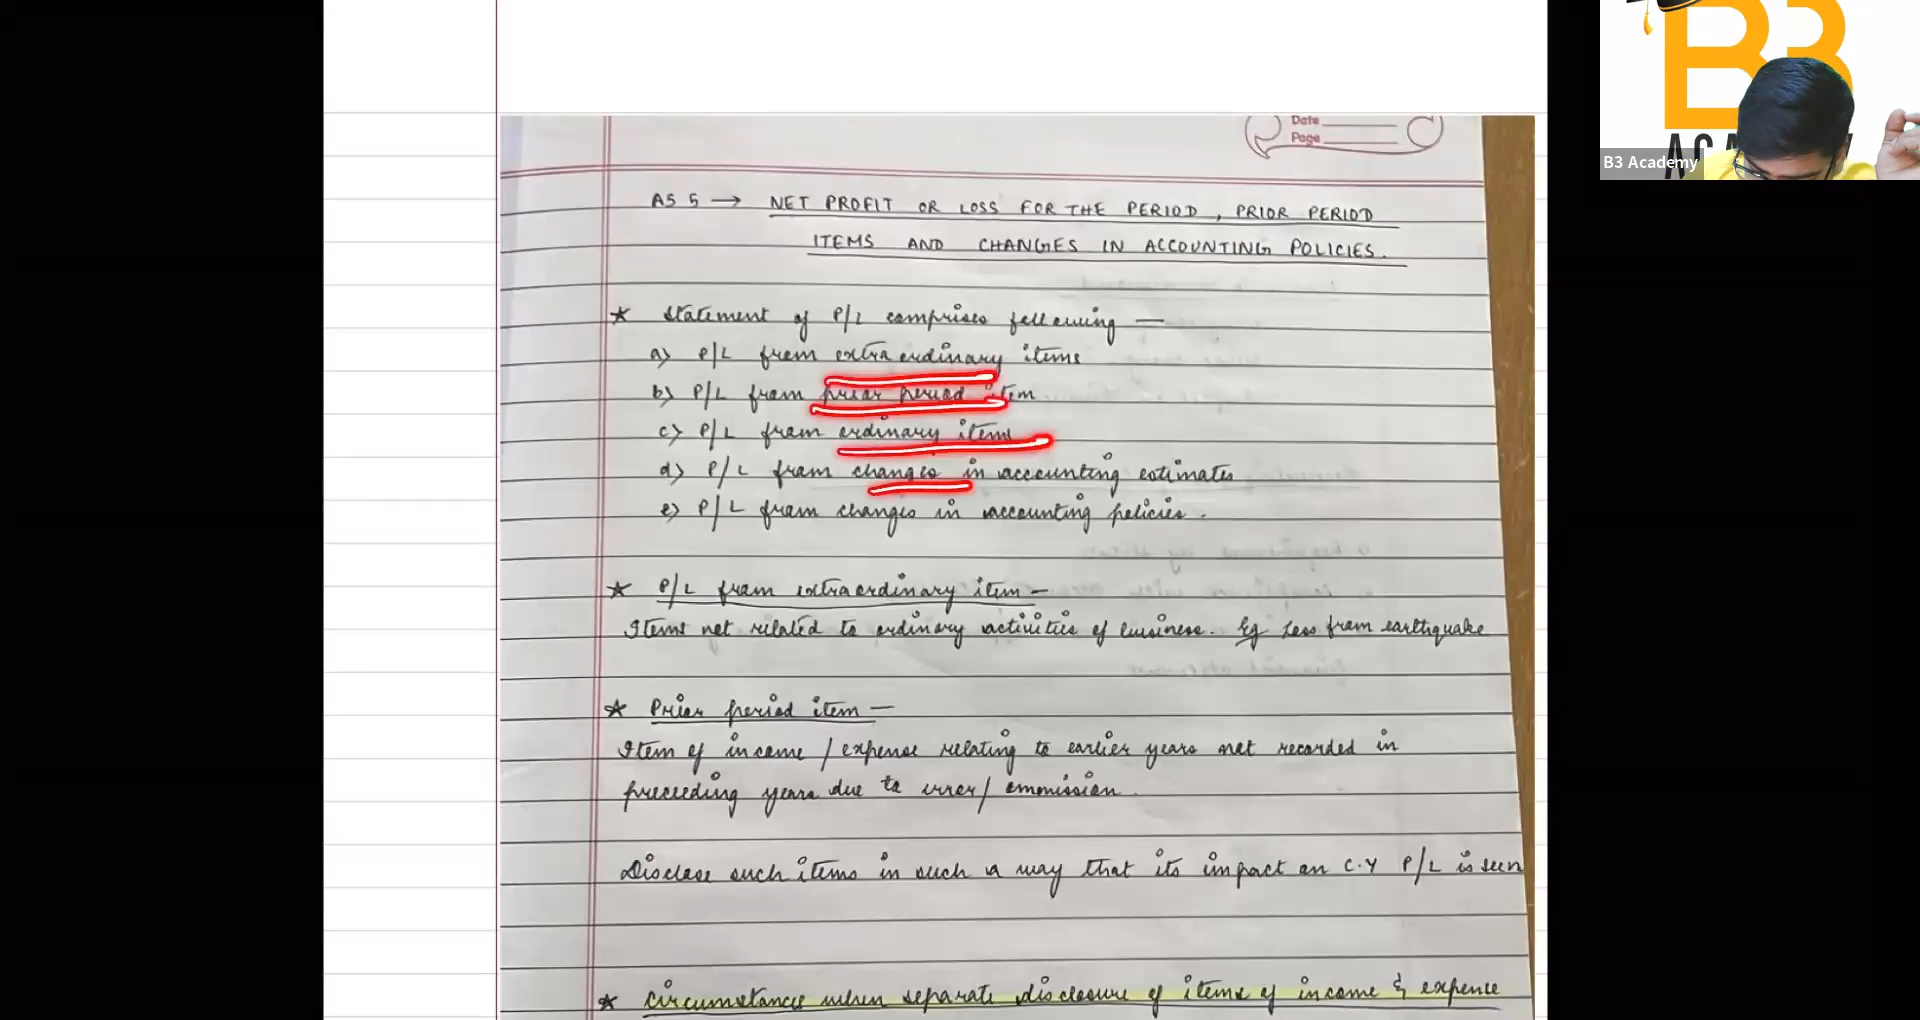 B3
ACA
B3 Academy
Date
Page
AS 5 → NET PROFIT OR LOSS FOR THE PERIOD, PRIOR PERIOD
ITEMS AND CHANGES IN ACCOUNTING POLICIES.
* Statement of P/L comprises following —
a) P/L from extraordinary items
b) P/L from prior period item
c) P/L from ordinary items
d) P/L from changes in accounting estimates
e) P/L from changes in accounting policies.
* P/L from extraordinary item —
Items not related to ordinary activities of business. Eg Loss from earthquake
* Prior period item —
Item of income / expense relating to earlier years not recorded in
preceeding years due to error/ ommission.
Disclose such items in such a way that its impact on C.Y P/L is seen
* Circumstances when separate disclosure of items of income & expence